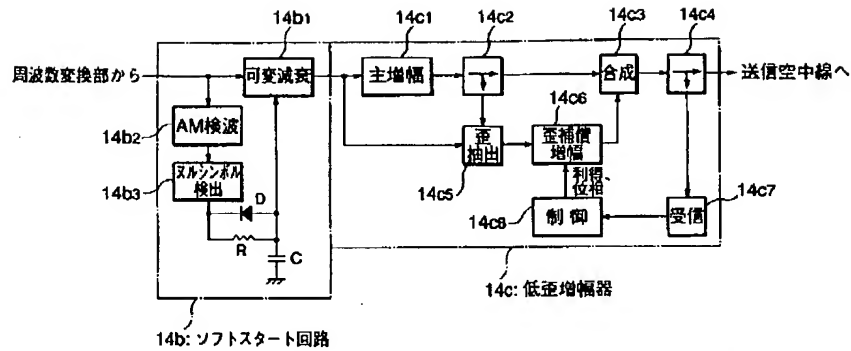 14b1
14c1
14c2
14c3
14c4
周波数変換部から
可変減衰
主増幅
合成
送信空中線へ
14c6
14b2
AM検波
歪
抽出
歪補償
増幅
14b3
ヌルシンボル
検出
14c5
利得、
位相
14c7
D
14c8
制御
受信
R
C
14c: 低歪増幅器
14b: ソフトスタート回路